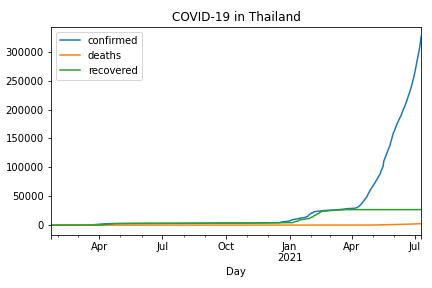 COVID-19 in Thailand
confirmed
deaths
recovered
300000
250000
200000
150000
100000
50000
0
Apr Jul Oct Jan Apr Jul
2021
Day